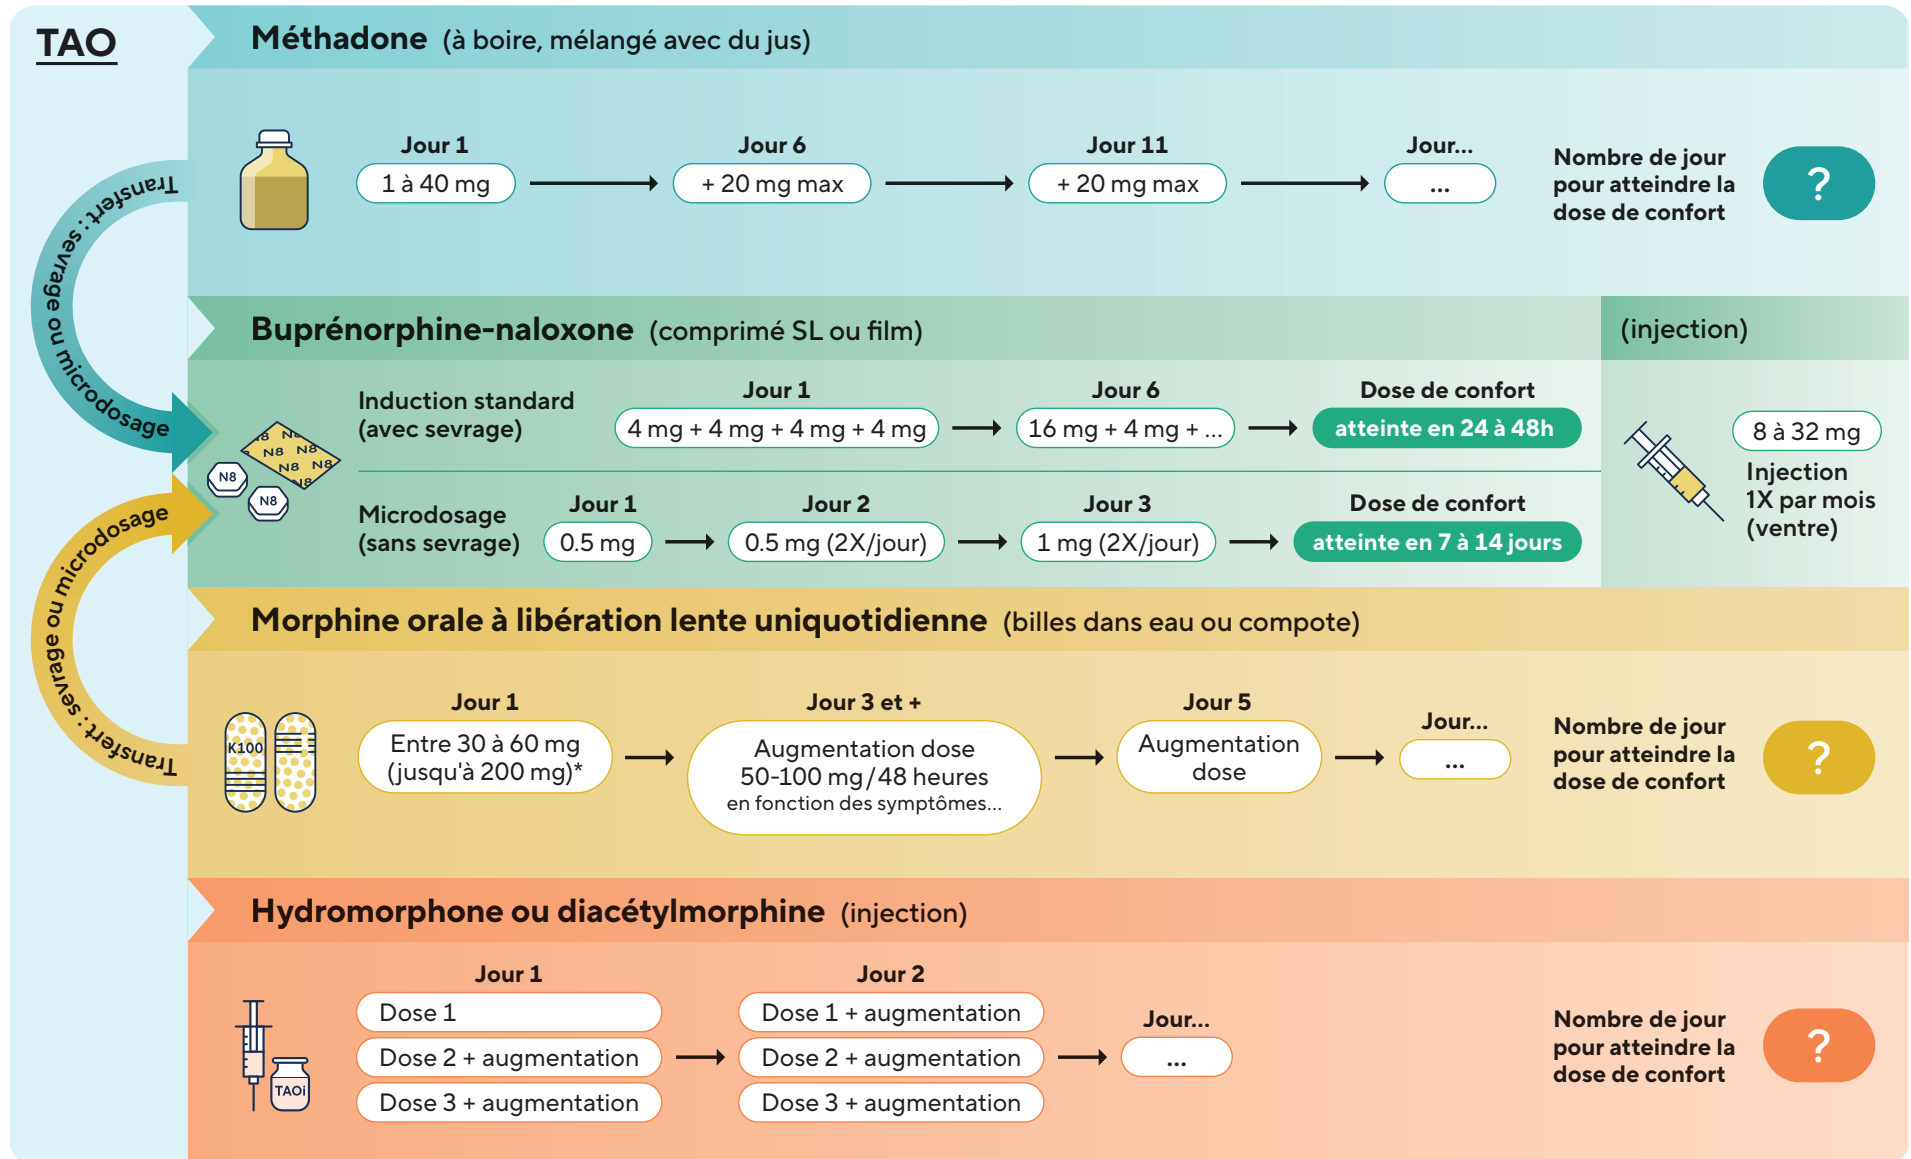 TAO
Méthadone (à boire, mélangé avec du jus)
Transfert : sevrage ou microdosage
Jour 1
1 à 40 mg
Jour 6
+ 20 mg max
Jour 11
+ 20 mg max
Jour...
...
Nombre de jour
pour atteindre la
dose de confort
?
Buprénorphine-naloxone (comprimé SL ou film)
(injection)
N8 N8
N8 N8
N8 N8
N8
N8
N8
Induction standard
(avec sevrage)
Jour 1
4 mg + 4 mg + 4 mg + 4 mg
Jour 6
16 mg + 4 mg + ...
Dose de confort
atteinte en 24 à 48h
Microdosage
(sans sevrage)
Jour 1
0.5 mg
Jour 2
0.5 mg (2X/jour)
Jour 3
1 mg (2X/jour)
Dose de confort
atteinte en 7 à 14 jours
8 à 32 mg
Injection
1X par mois
(ventre)
Transfert : sevrage ou microdosage
Morphine orale à libération lente uniquotidienne (billes dans eau ou compote)
K100
Jour 1
Entre 30 à 60 mg
(jusqu'à 200 mg)*
Jour 3 et +
Augmentation dose
50-100 mg/48 heures
en fonction des symptômes...
Jour 5
Augmentation
dose
Jour...
...
Nombre de jour
pour atteindre la
dose de confort
?
Hydromorphone ou diacétylmorphine (injection)
TAOi
Jour 1
Dose 1
Dose 2 + augmentation
Dose 3 + augmentation
Jour 2
Dose 1 + augmentation
Dose 2 + augmentation
Dose 3 + augmentation
Jour...
...
Nombre de jour
pour atteindre la
dose de confort
?